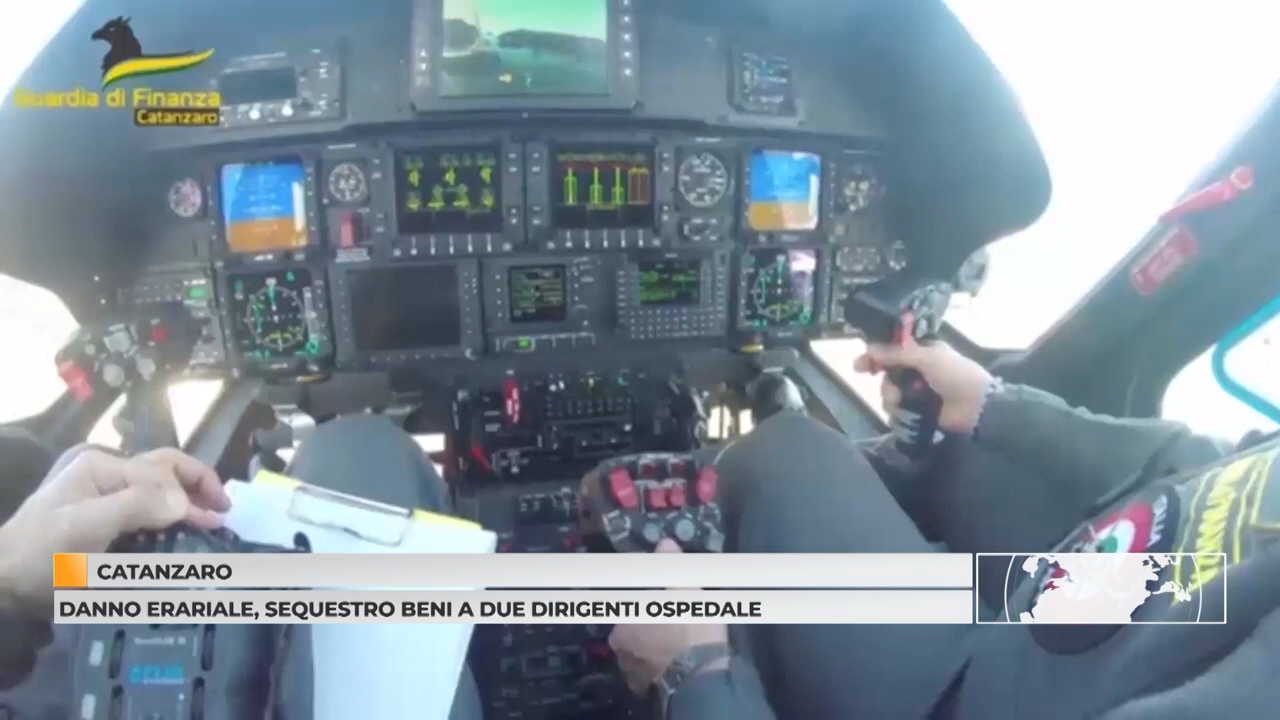 Guardia di Finanza
Catanzaro
CATANZARO
DANNO ERARIALE, SEQUESTRO BENI A DUE DIRIGENTI OSPEDALE